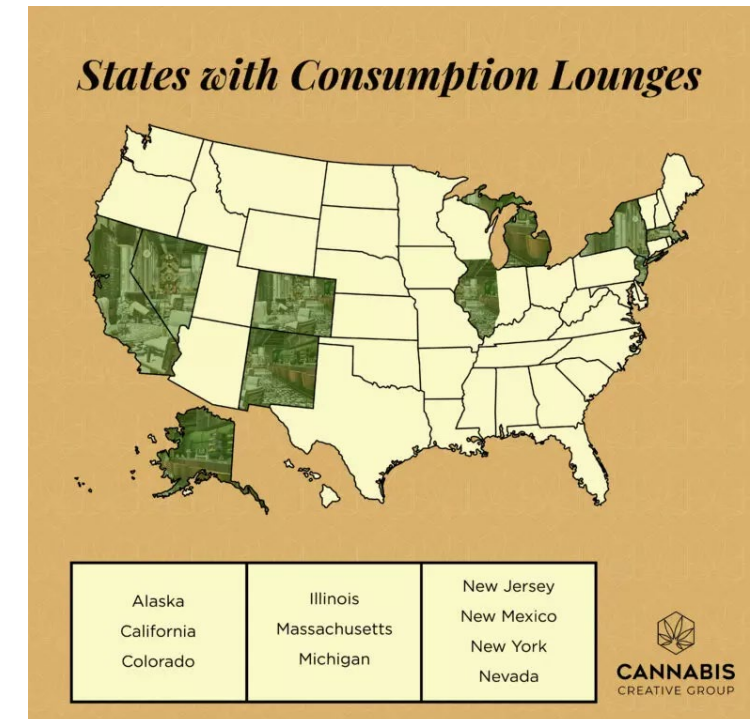 States with Consumption Lounges
Alaska
California
Colorado
Illinois
Massachusetts
Michigan
New Jersey
New Mexico
New York
Nevada
CANNABIS
CREATIVE GROUP